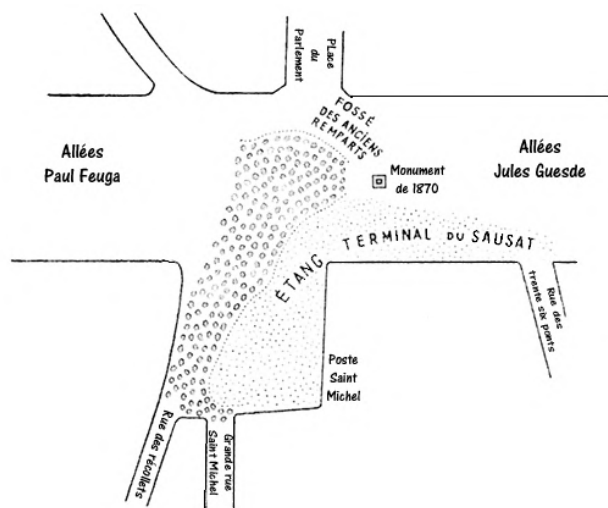 PLace
du
Parlement
FOSSÉ
DES ANCIENS
REMPARTS
Allées
Paul Feuga
Monument
de 1870
Allées
Jules Guesde
ÉTANG TERMINAL DU SAUSAT
Rue des
trente six ponts
Poste
Saint
Michel
Rue des récollets
Grande rue
Saint Michel